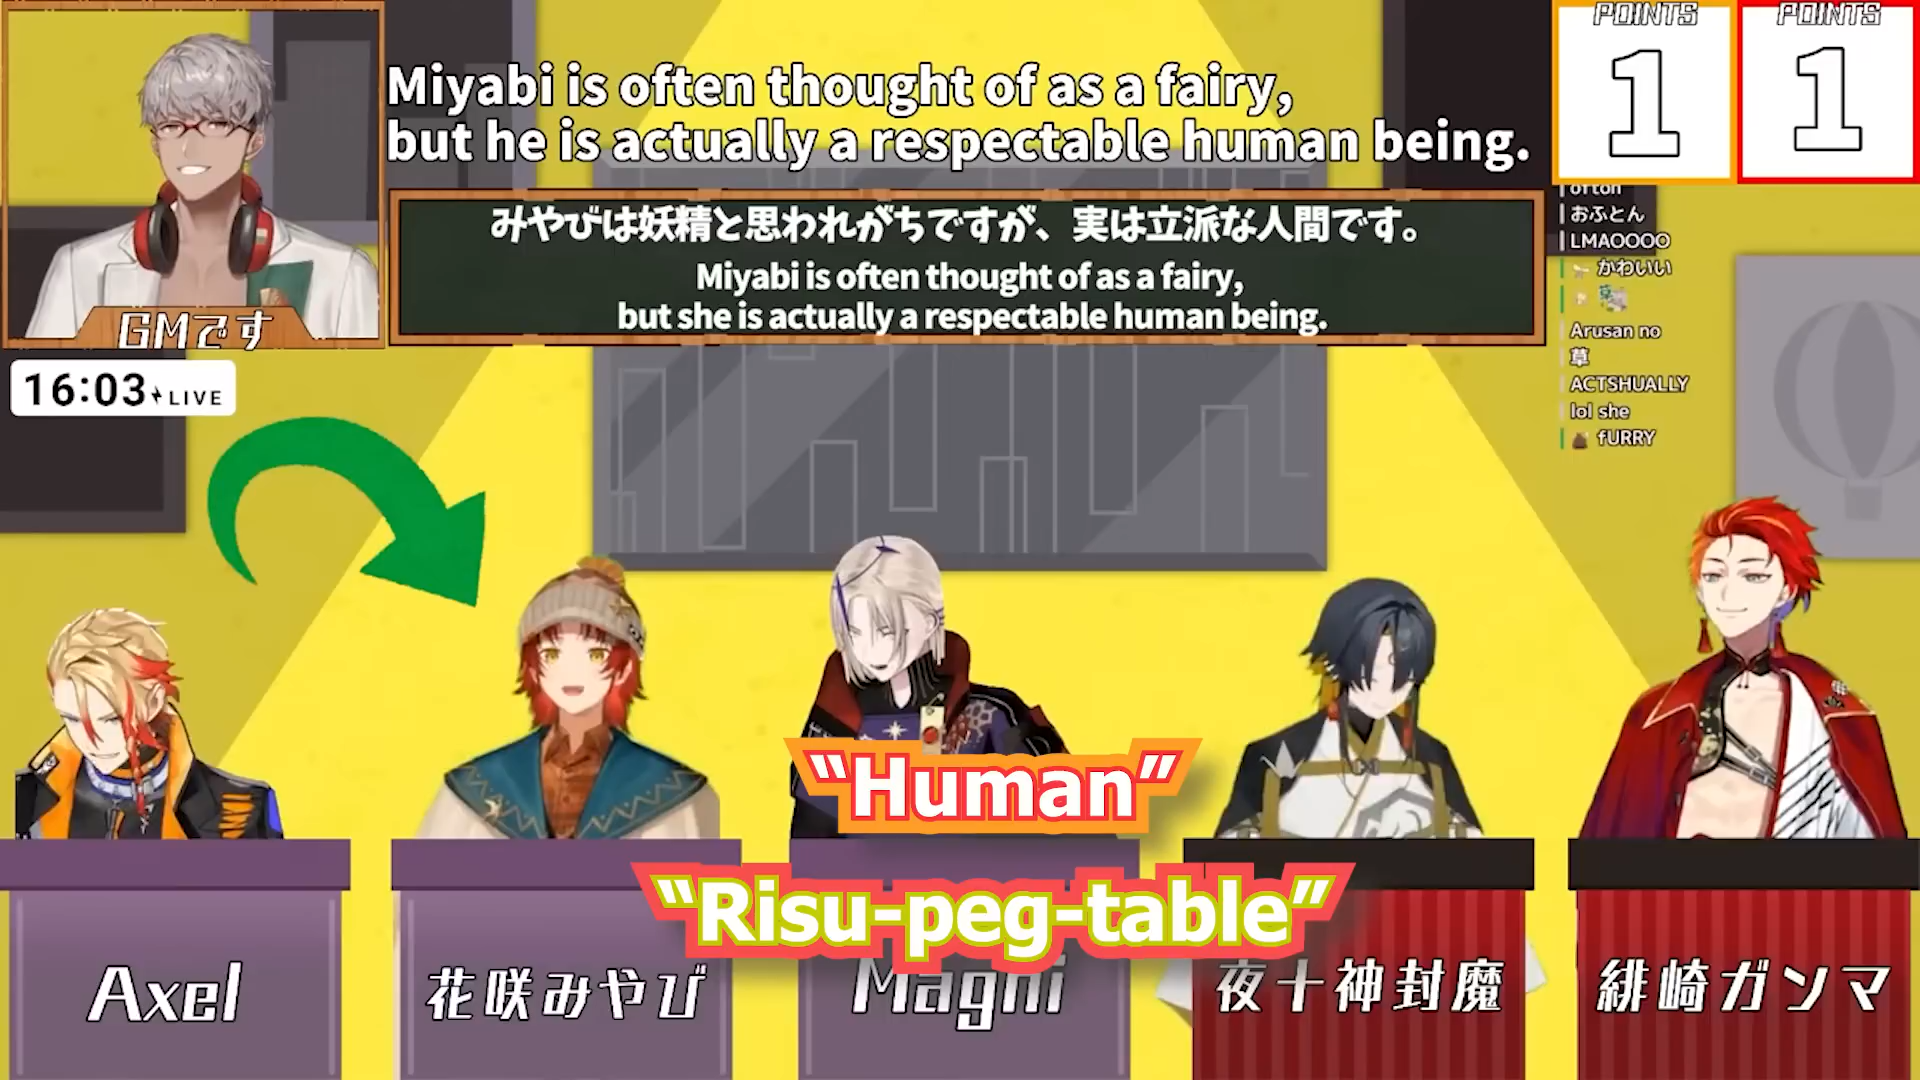 POINTS
1
POINTS
1
Miyabi is often thought of as a fairy,
but he is actually a respectable human being.
みやびは妖精と思われがちですが、実は立派な人間です。
Miyabi is often thought of as a fairy,
but she is actually a respectable human being.
GMです
16:03 LIVE
ofton
おふとん
LMAOOOO
かわいい
草
Arusan no
草
ACTSHUALLY
lol she
fURRY
“Human”
“Risu-peg-table”
Axel
花咲みやび
Magni
夜十神封魔
緋崎ガンマ